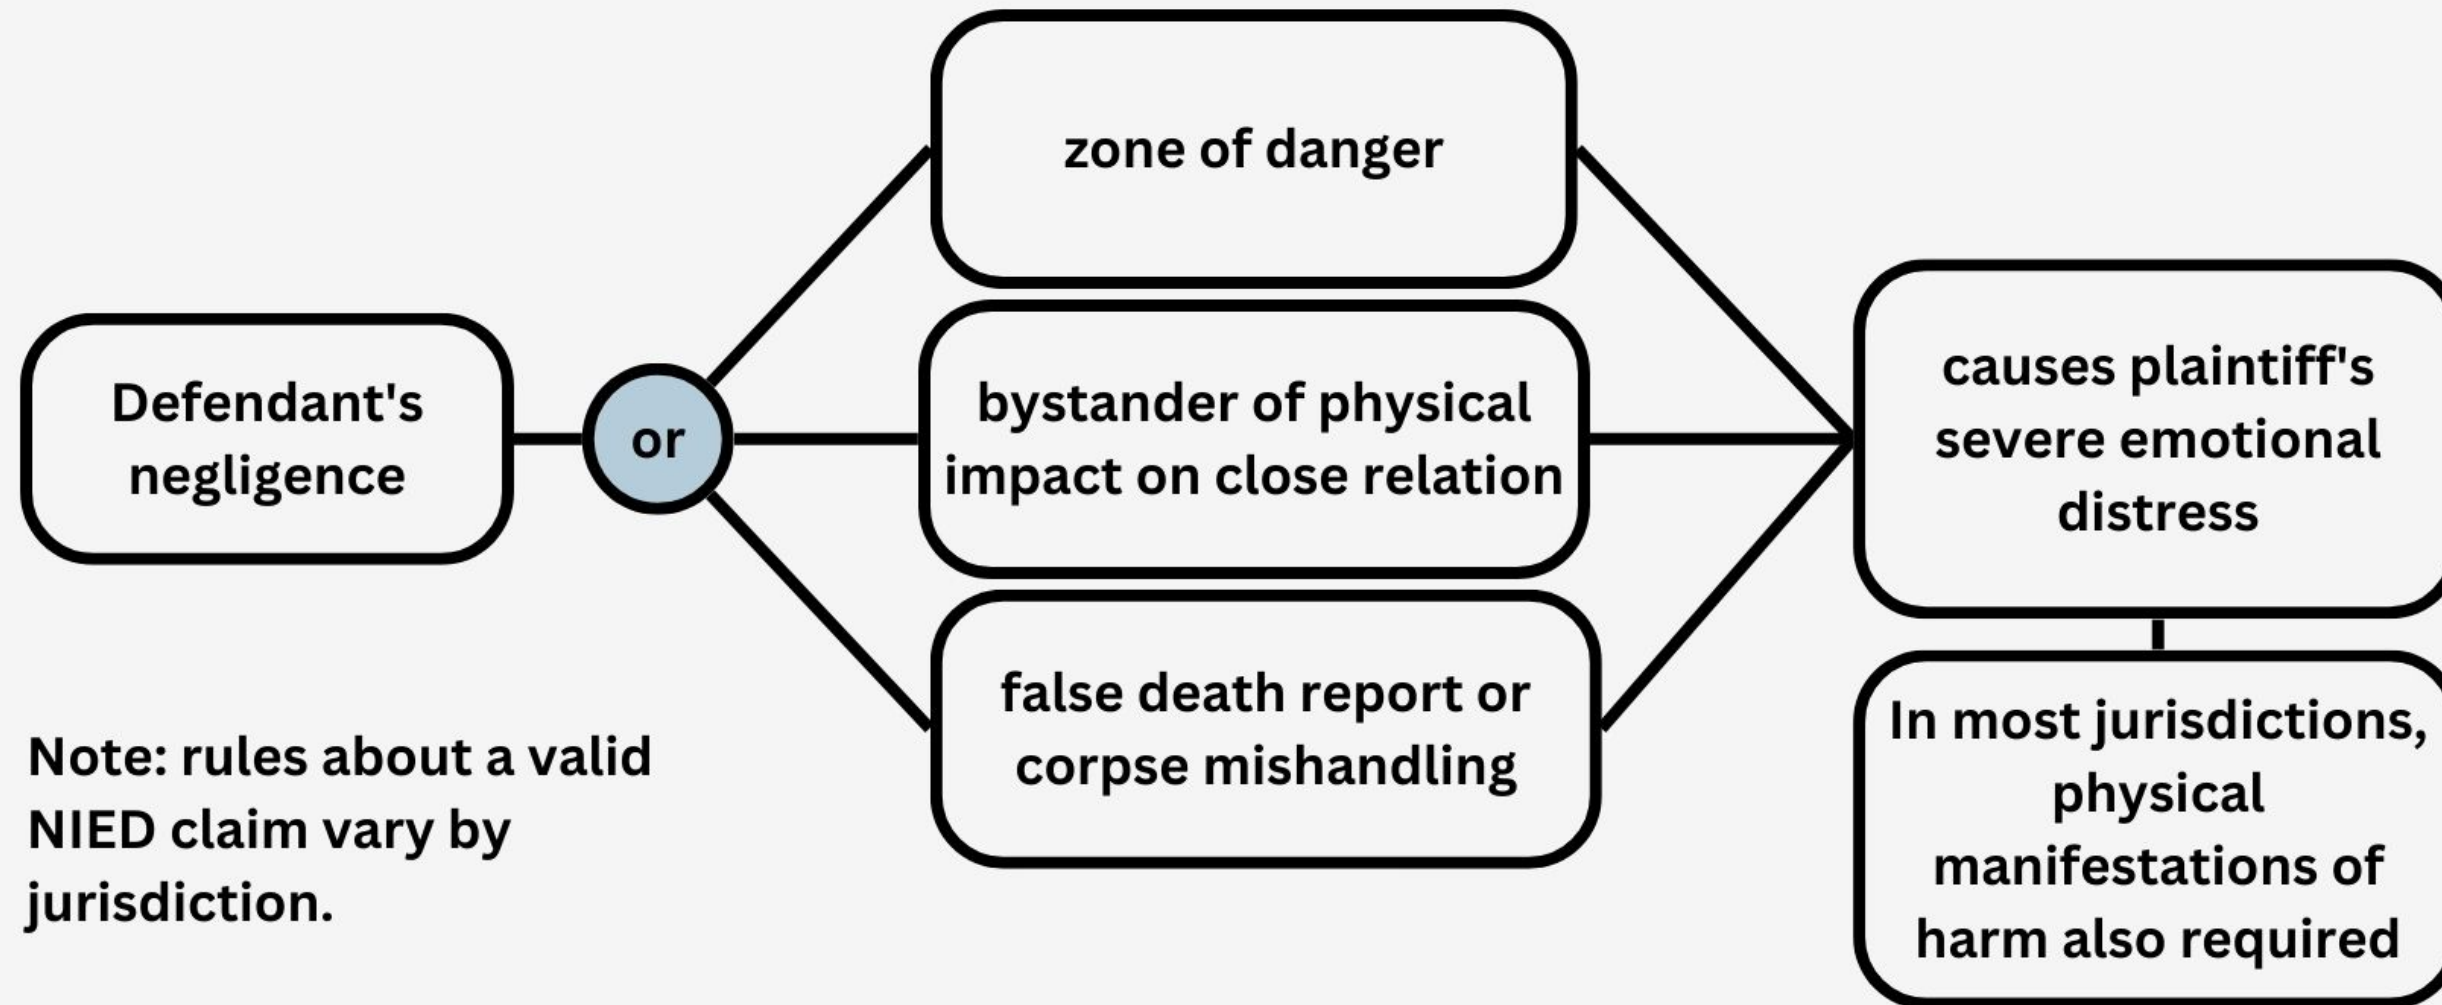 zone of danger
Defendant's
negligence
or
bystander of physical
impact on close relation
causes plaintiff's
severe emotional
distress
false death report or
corpse mishandling
In most jurisdictions,
physical
manifestations of
harm also required
Note: rules about a valid
NIED claim vary by
jurisdiction.